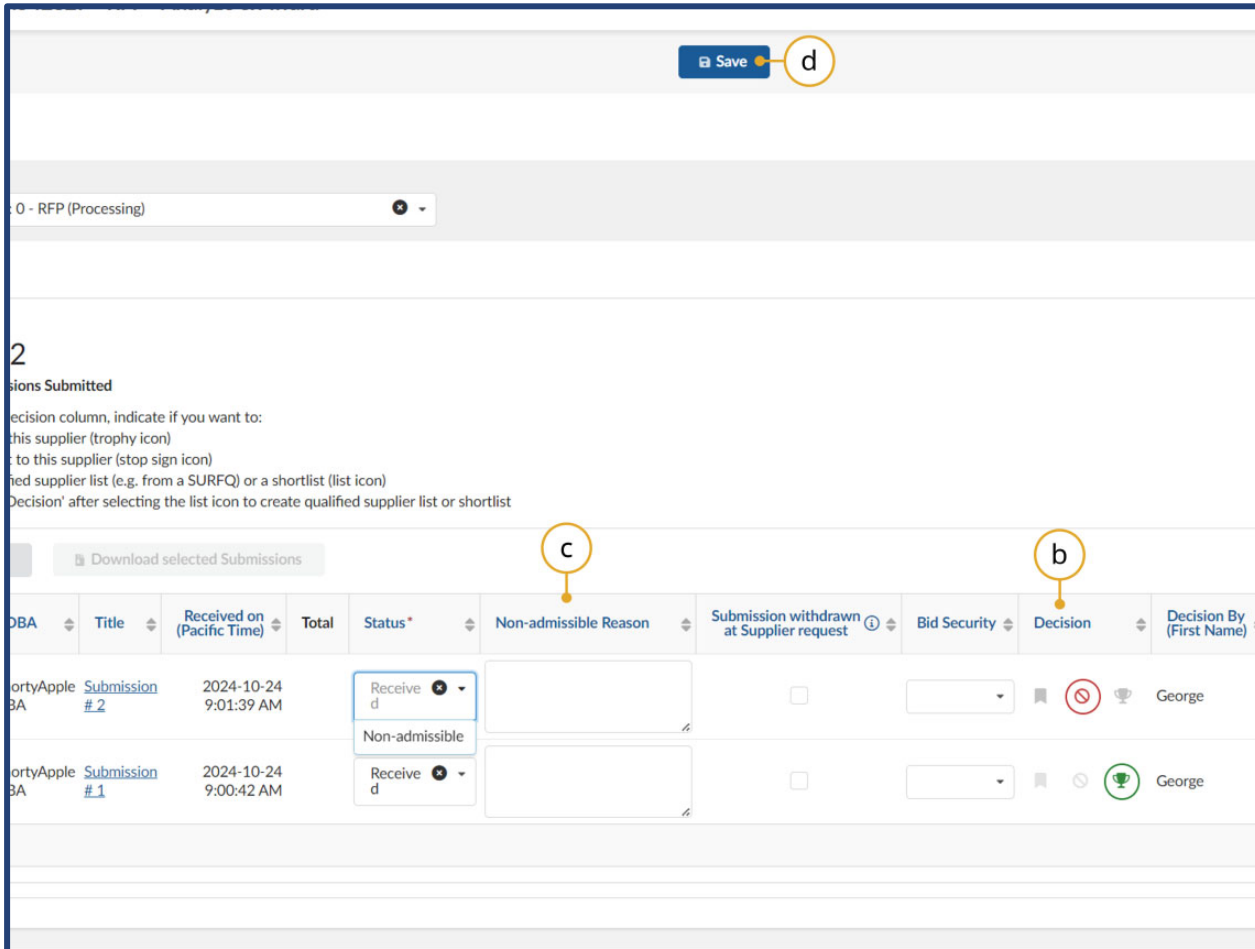 Save
d
: 0 - RFP (Processing)
2
sions Submitted
ecision column, indicate if you want to:
this supplier (trophy icon)
t to this supplier (stop sign icon)
ied supplier list (e.g. from a SURFQ) or a shortlist (list icon)
Decision' after selecting the list icon to create qualified supplier list or shortlist
Download selected Submissions
c
b
DBA
Title
Received on
(Pacific Time)
Total
Status*
Non-admissible Reason
Submission withdrawn
at Supplier request
Bid Security
Decision
Decision By
(First Name)
ortyApple
BA
Submission
# 2
2024-10-24
9:01:39 AM
Receive
d
Non-admissible
George
ortyApple
BA
Submission
# 1
2024-10-24
9:00:42 AM
Receive
d
George